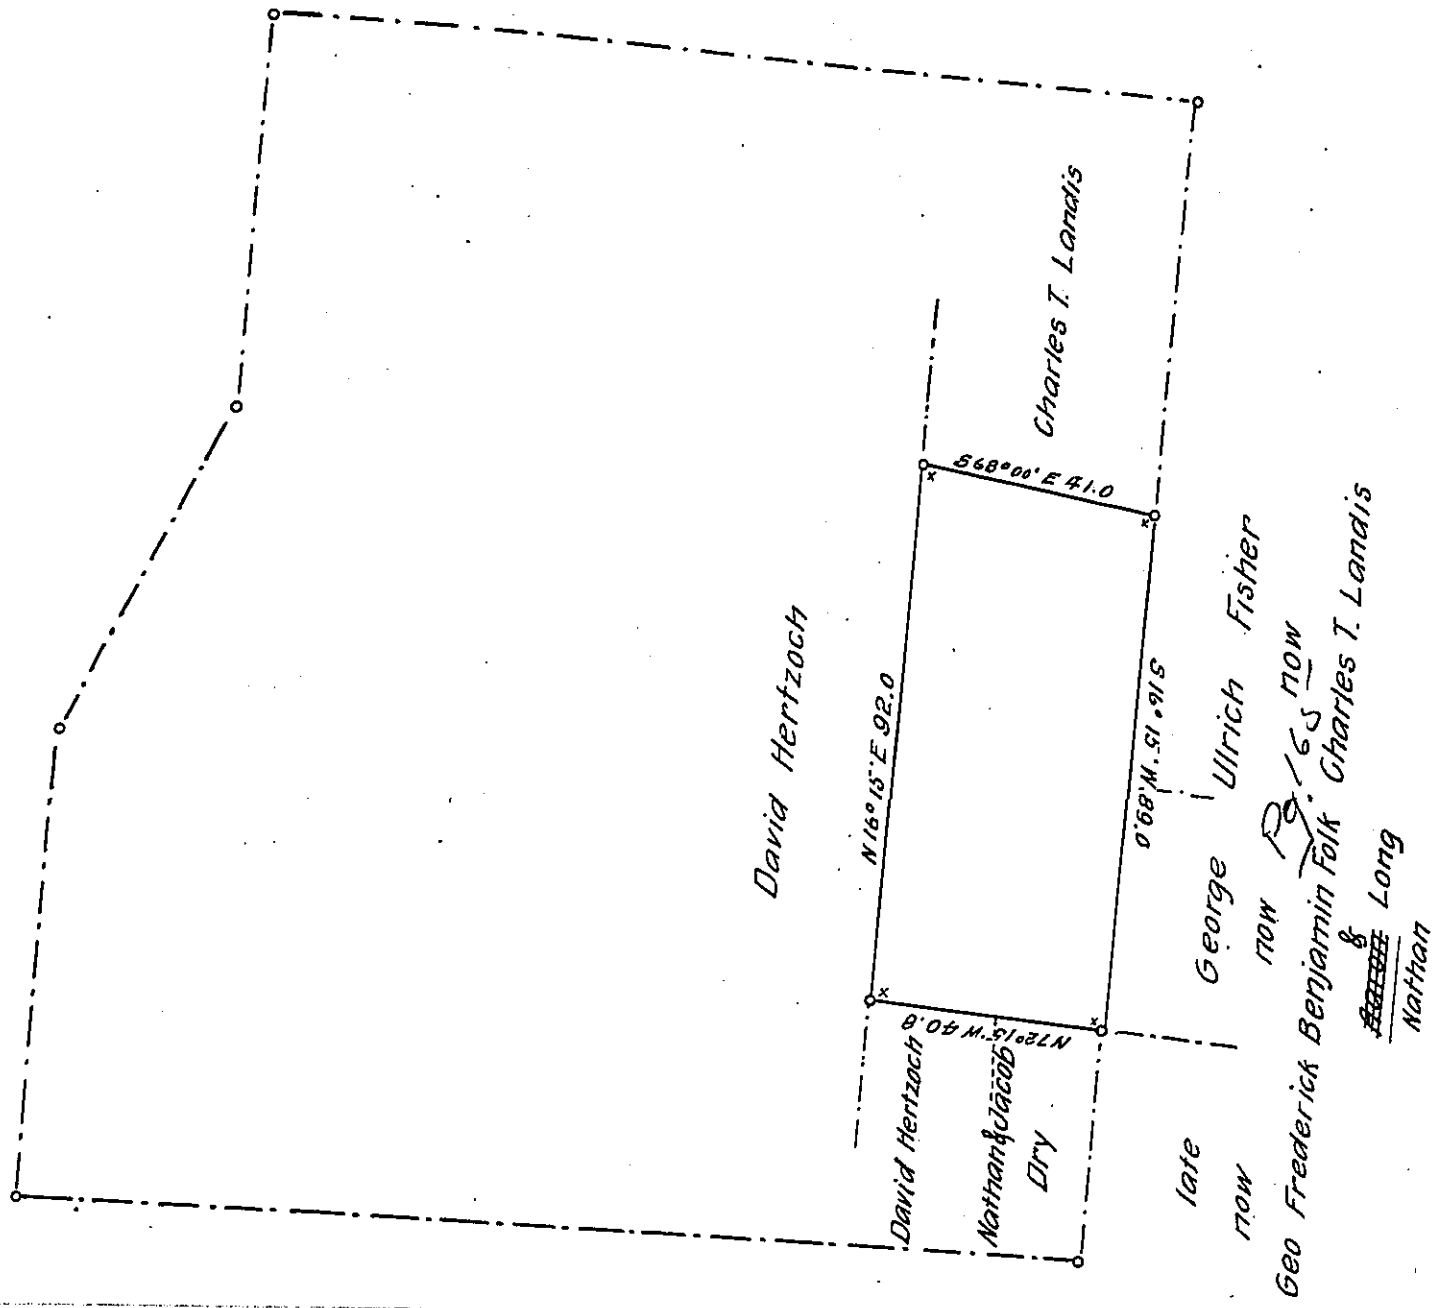 Charles T. Landis
S68°00' E 41.0
David Hertzoch
N16°15'E 92.0
S16°15'W.89.0
N72°15'W 40.8
David Hertzoch
Nathan & Jacob
Dry
late George Ulrich Fisher
now now Pg. 165 now
Geo Frederick Benjamin Folk Charles T. Landis
& Long
Nathan